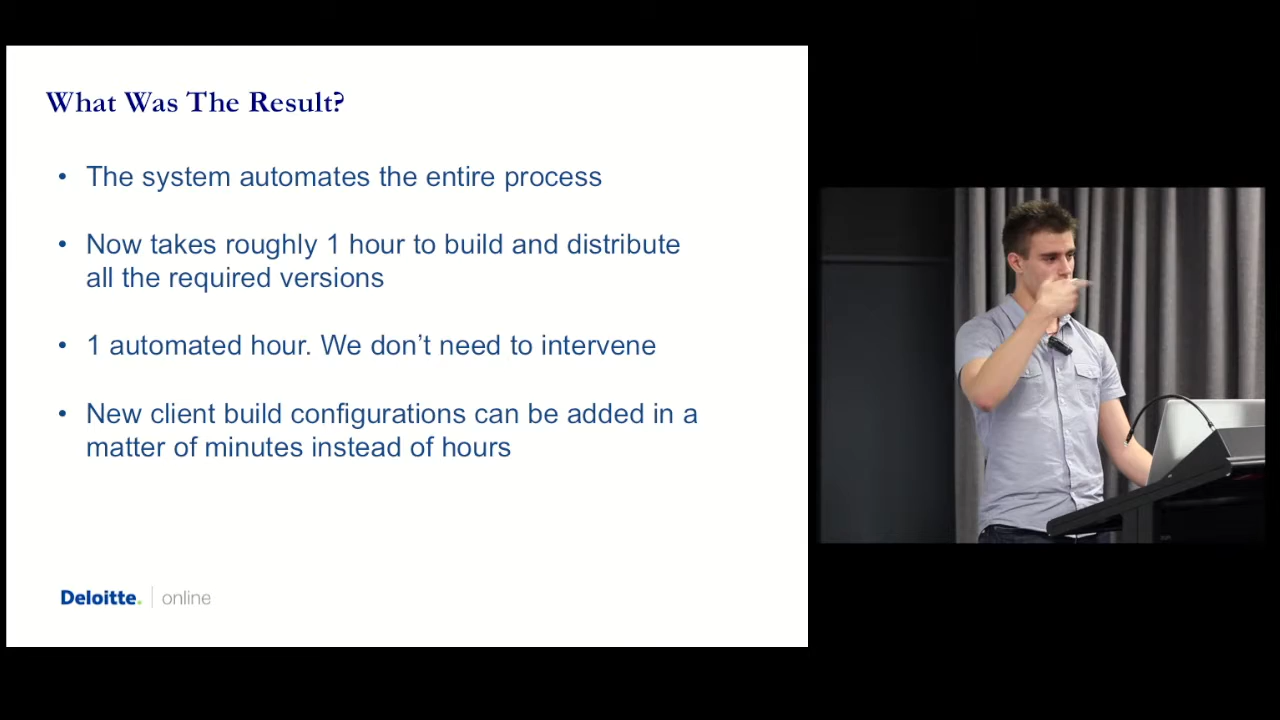 What Was The Result?
• The system automates the entire process
• Now takes roughly 1 hour to build and distribute
all the required versions
• 1 automated hour. We don’t need to intervene
• New client build configurations can be added in a
matter of minutes instead of hours
Deloitte. | online